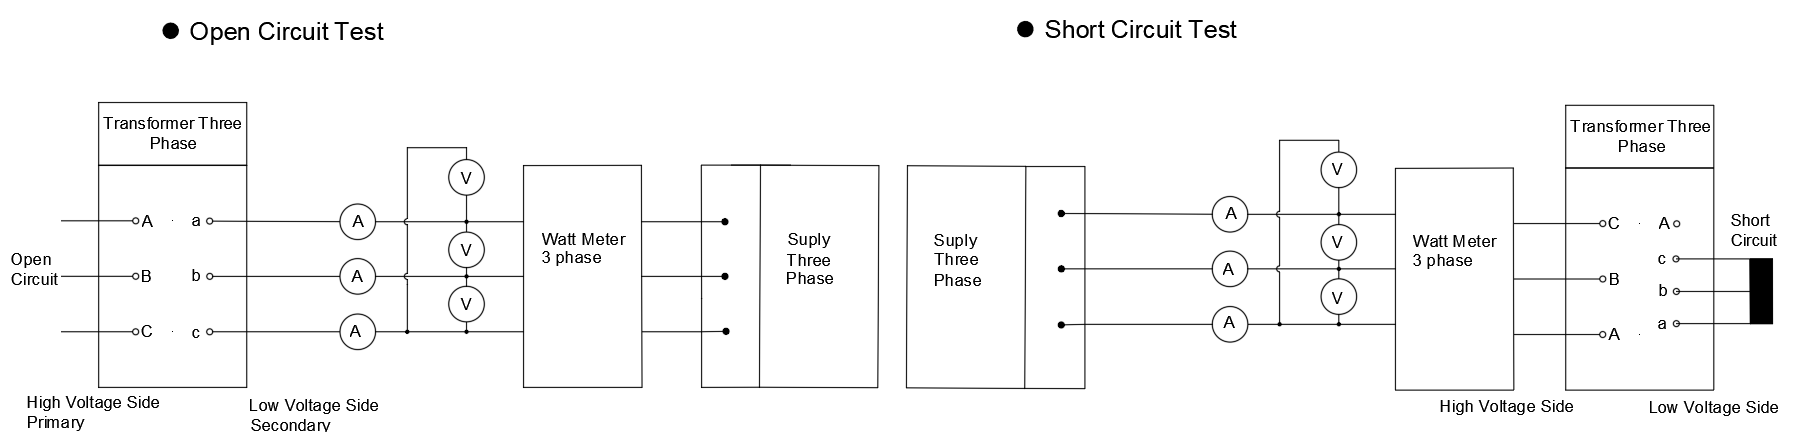 ● Open Circuit Test
● Short Circuit Test
Transformer Three
Phase
A a
B b
C c
Open
Circuit
High Voltage Side
Primary
Low Voltage Side
Secondary
A
A
A
V
V
V
Watt Meter
3 phase
Suply
Three
Phase
Suply
Three
Phase
A
A
A
V
V
V
Watt Meter
3 phase
Transformer Three
Phase
C A
B
A
c
b
a
Short
Circuit
High Voltage Side
Low Voltage Side